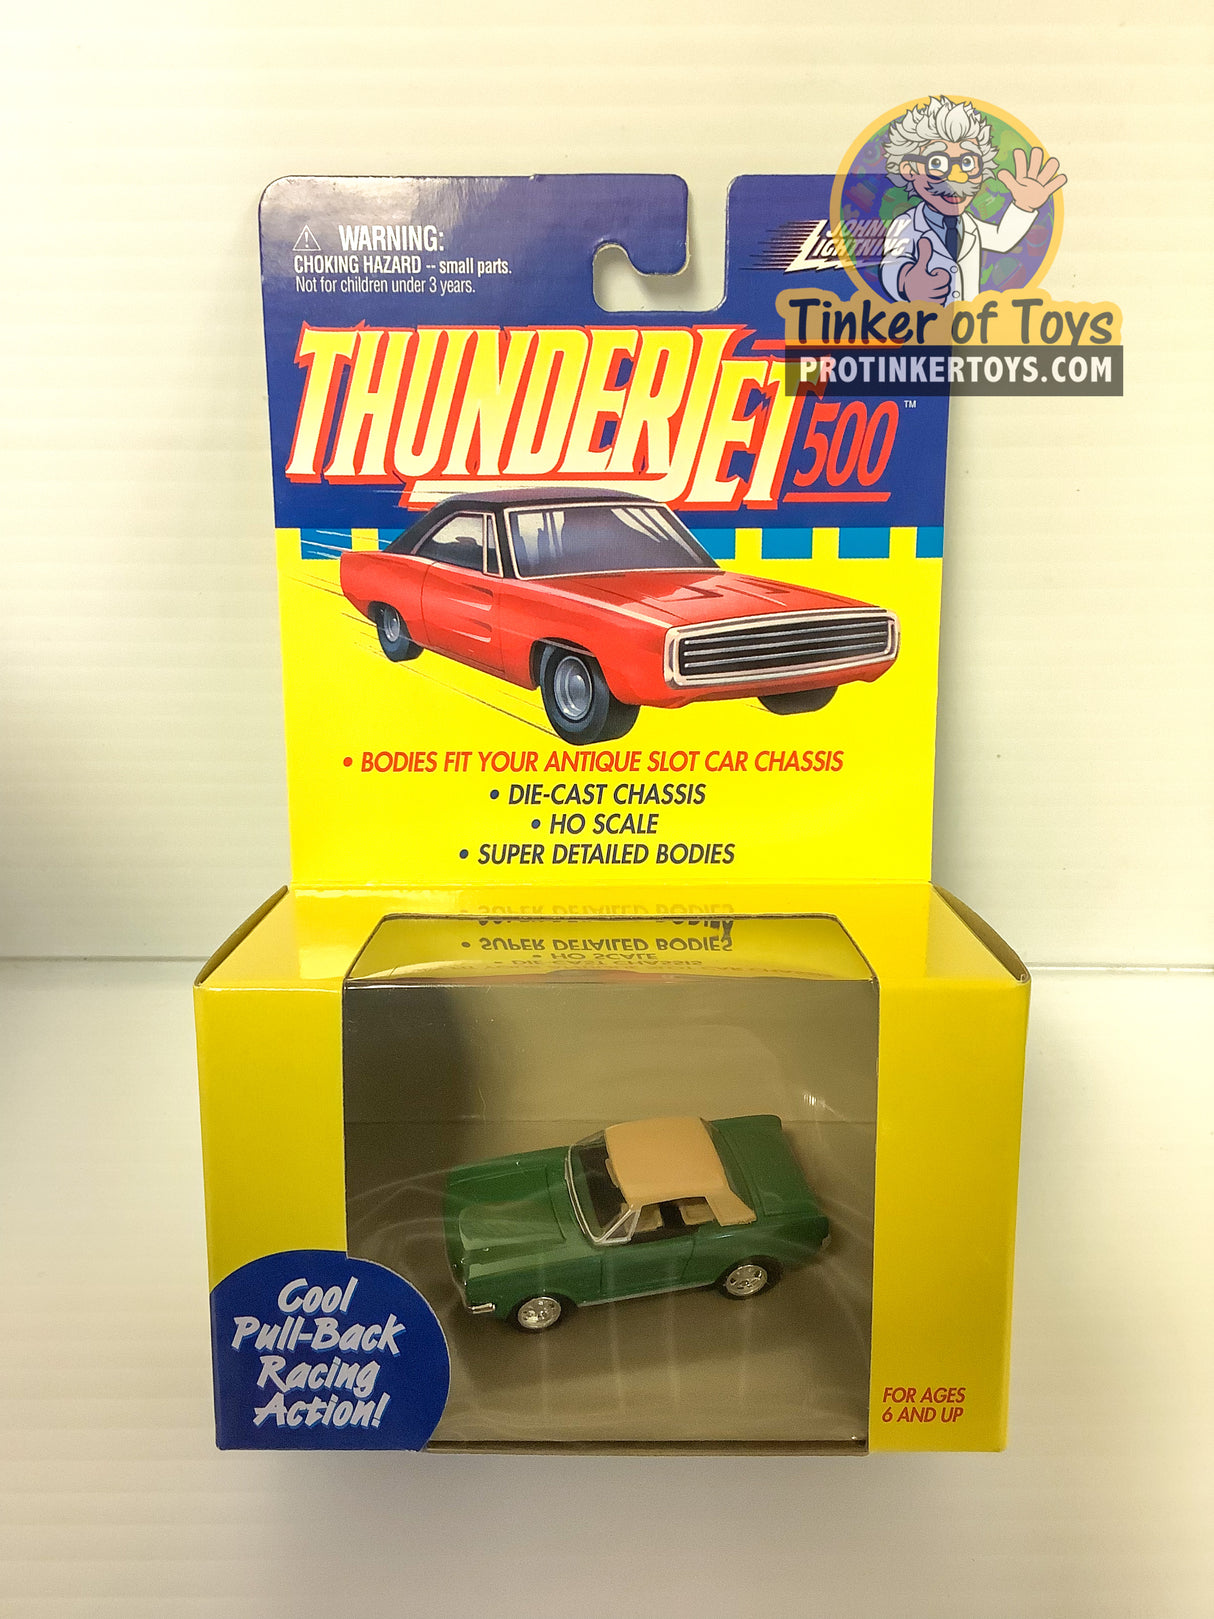 ⚠ WARNING:
CHOKING HAZARD -- small parts.
Not for children under 3 years.
JOHNNY
LIGHTNING
Tinker of Toys
PROTINKERTOYS.COM
THUNDERJET 500™
• BODIES FIT YOUR ANTIQUE SLOT CAR CHASSIS
• DIE-CAST CHASSIS
• HO SCALE
• SUPER DETAILED BODIES
Cool
Pull-Back
Racing
Action!
FOR AGES
6 AND UP